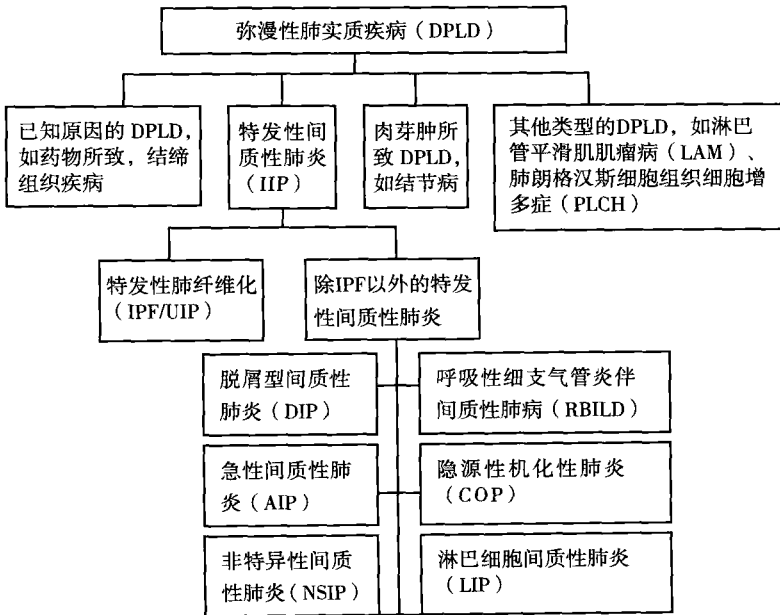 弥漫性肺实质疾病（DPLD）
已知原因的 DPLD，
如药物所致，结缔
组织疾病
特发性间
质性肺炎
（IIP）
肉芽肿所
致 DPLD，
如结节病
其他类型的DPLD，如淋巴
管平滑肌肌瘤病（LAM）、
肺朗格汉斯细胞组织细胞增
多症（PLCH）
特发性肺纤维化
（IPF/UIP）
除IPF以外的特发
性间质性肺炎
脱屑型间质性
肺炎（DIP）
呼吸性细支气管炎伴
间质性肺病（RBILD）
急性间质性肺
炎（AIP）
隐源性机化性肺炎
（COP）
非特异性间质
性肺炎（NSIP）
淋巴细胞间质性肺炎
（LIP）